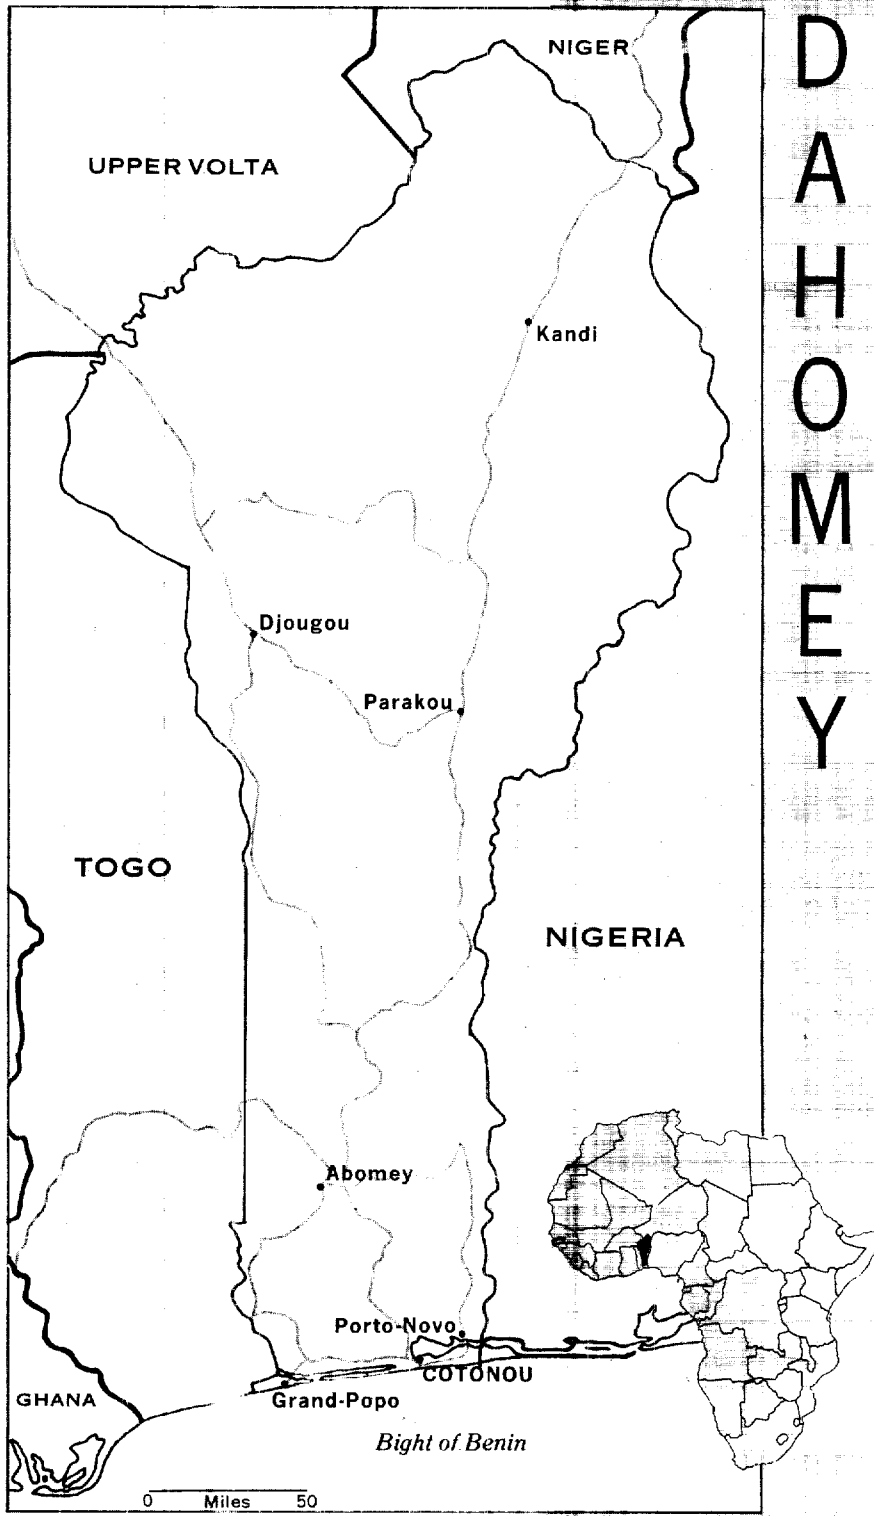 DAHOMEY
NIGER
UPPER VOLTA
Kandi
Djougou
Parakou
TOGO
NIGERIA
Abomey
Porto-Novo
COTONOU
GHANA
Grand-Popo
Bight of Benin
0 Miles 50